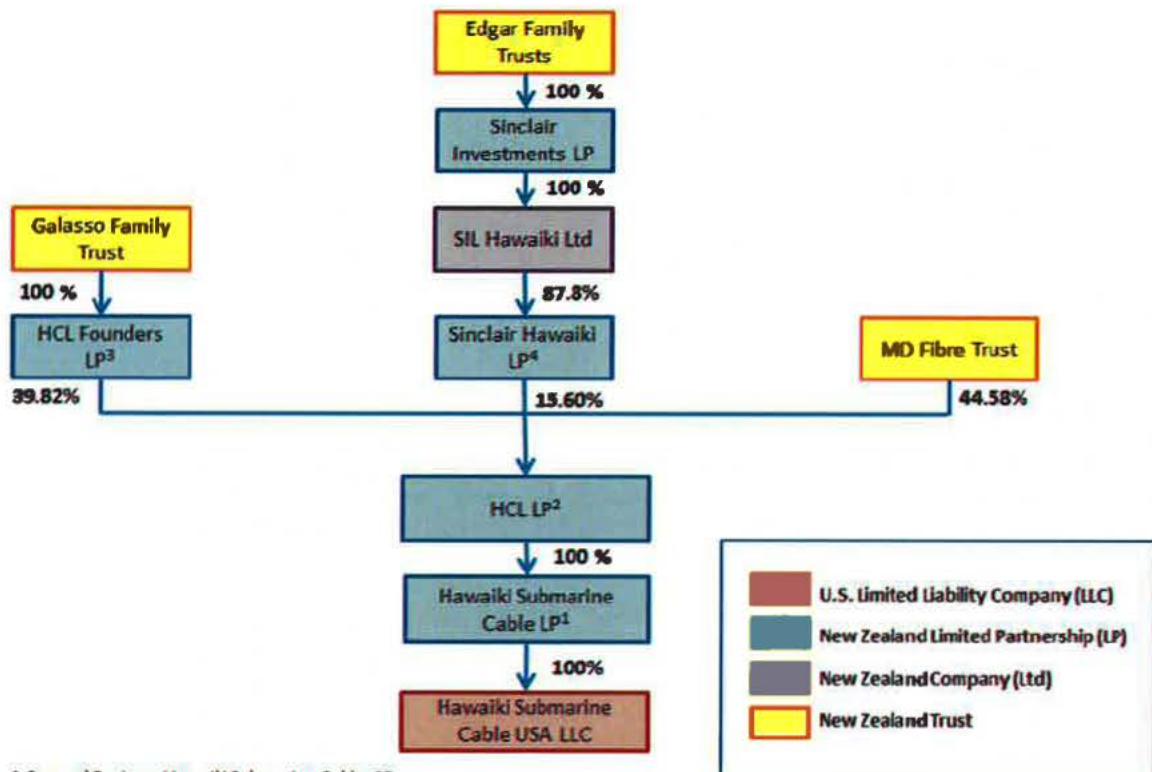 Edgar Family
Trusts
100 %
Sinclair
Investments LP
100 %
Galasso Family
Trust
SIL Hawaiki Ltd
100 %
87.8%
HCL Founders
LP³
Sinclair Hawaiki
LP⁴
MD Fibre Trust
39.82%
15.60%
44.58%
HCL LP²
100 %
Hawaiki Submarine
Cable LP¹
100%
Hawaiki Submarine
Cable USA LLC
U.S. Limited Liability Company (LLC)
New Zealand Limited Partnership (LP)
New Zealand Company (Ltd)
New Zealand Trust